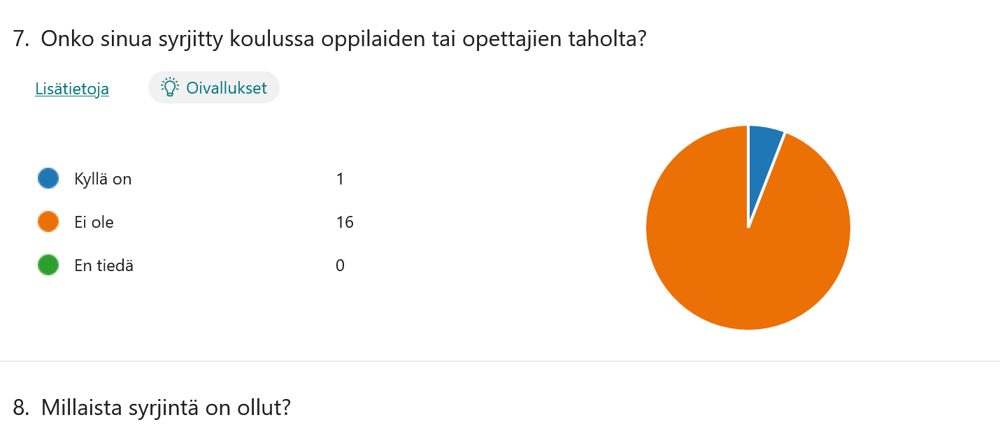 7. Onko sinua syrjitty koulussa oppilaiden tai opettajien taholta?
Lisätietoja Oivallukset
Kyllä on 1
Ei ole 16
En tiedä 0
8. Millaista syrjintä on ollut?